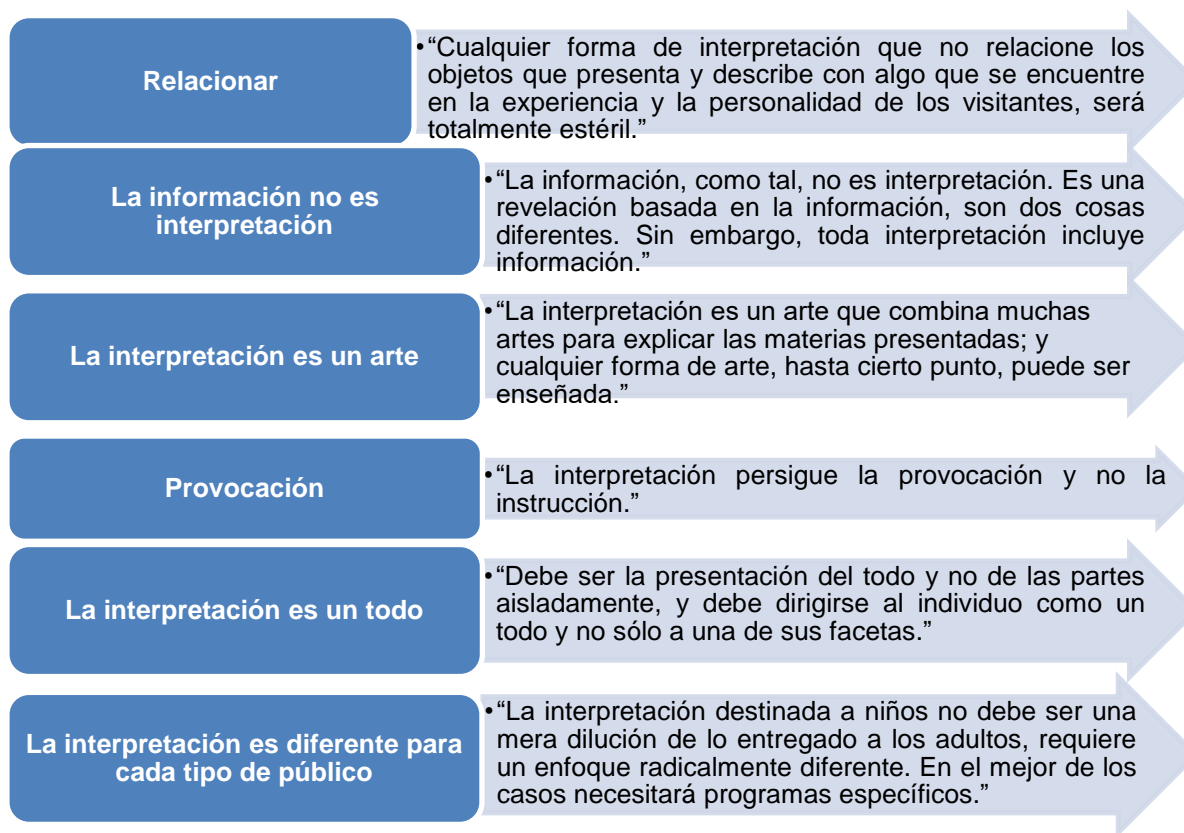 Relacionar
•“Cualquier forma de interpretación que no relacione los
objetos que presenta y describe con algo que se encuentre
en la experiencia y la personalidad de los visitantes, será
totalmente estéril.”
La información no es
interpretación
•“La información, como tal, no es interpretación. Es una
revelación basada en la información, son dos cosas
diferentes. Sin embargo, toda interpretación incluye
información.”
La interpretación es un arte
•“La interpretación es un arte que combina muchas
artes para explicar las materias presentadas; y
cualquier forma de arte, hasta cierto punto, puede ser
enseñada.”
Provocación
•“La interpretación persigue la provocación y no la
instrucción.”
La interpretación es un todo
•“Debe ser la presentación del todo y no de las partes
aisladamente, y debe dirigirse al individuo como un
todo y no sólo a una de sus facetas.”
La interpretación es diferente para
cada tipo de público
•“La interpretación destinada a niños no debe ser una
mera dilución de lo entregado a los adultos, requiere
un enfoque radicalmente diferente. En el mejor de los
casos necesitará programas específicos.”